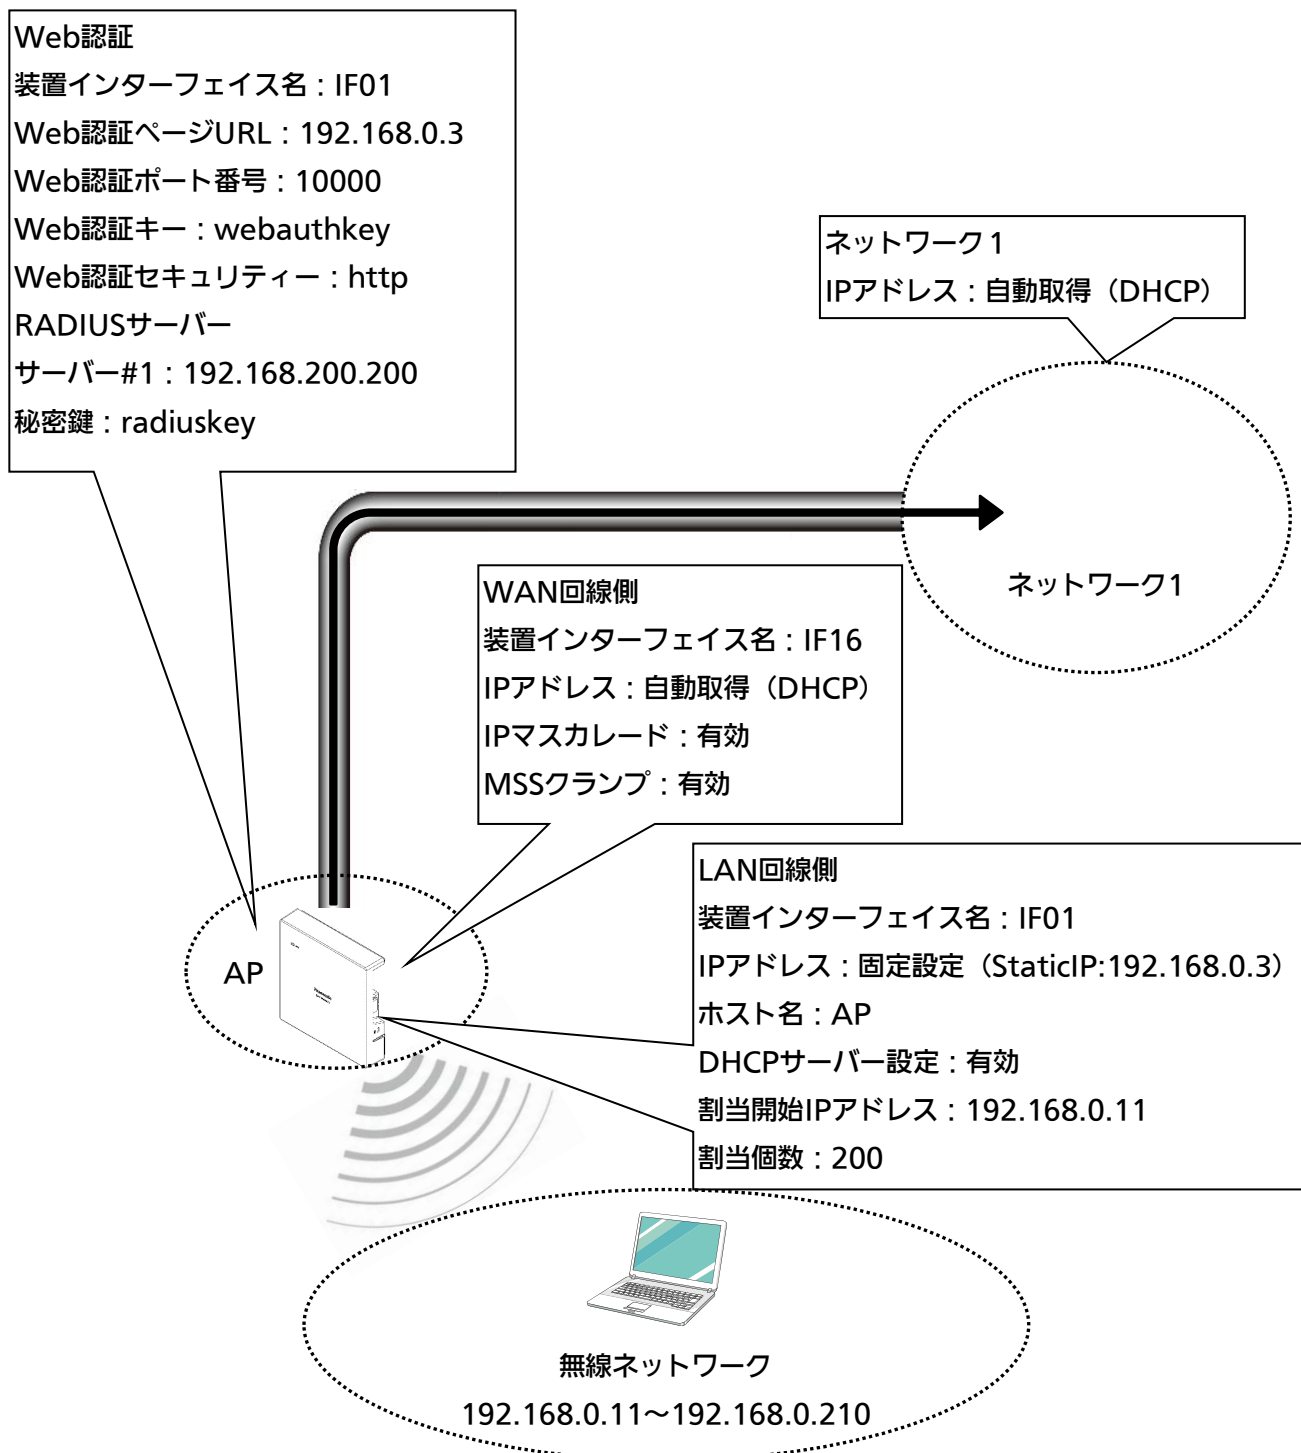 Web認証
装置インターフェイス名：IF01
Web認証ページURL：192.168.0.3
Web認証ポート番号：10000
Web認証キー：webauthkey
Web認証セキュリティー：http
RADIUSサーバー
サーバー#1：192.168.200.200
秘密鍵：radiuskey
ネットワーク1
IPアドレス：自動取得（DHCP）
ネットワーク1
WAN回線側
装置インターフェイス名：IF16
IPアドレス：自動取得（DHCP）
IPマスカレード：有効
MSSクランプ：有効
LAN回線側
装置インターフェイス名：IF01
IPアドレス：固定設定（StaticIP:192.168.0.3）
ホスト名：AP
DHCPサーバー設定：有効
割当開始IPアドレス：192.168.0.11
割当個数：200
AP
無線ネットワーク
192.168.0.11～192.168.0.210